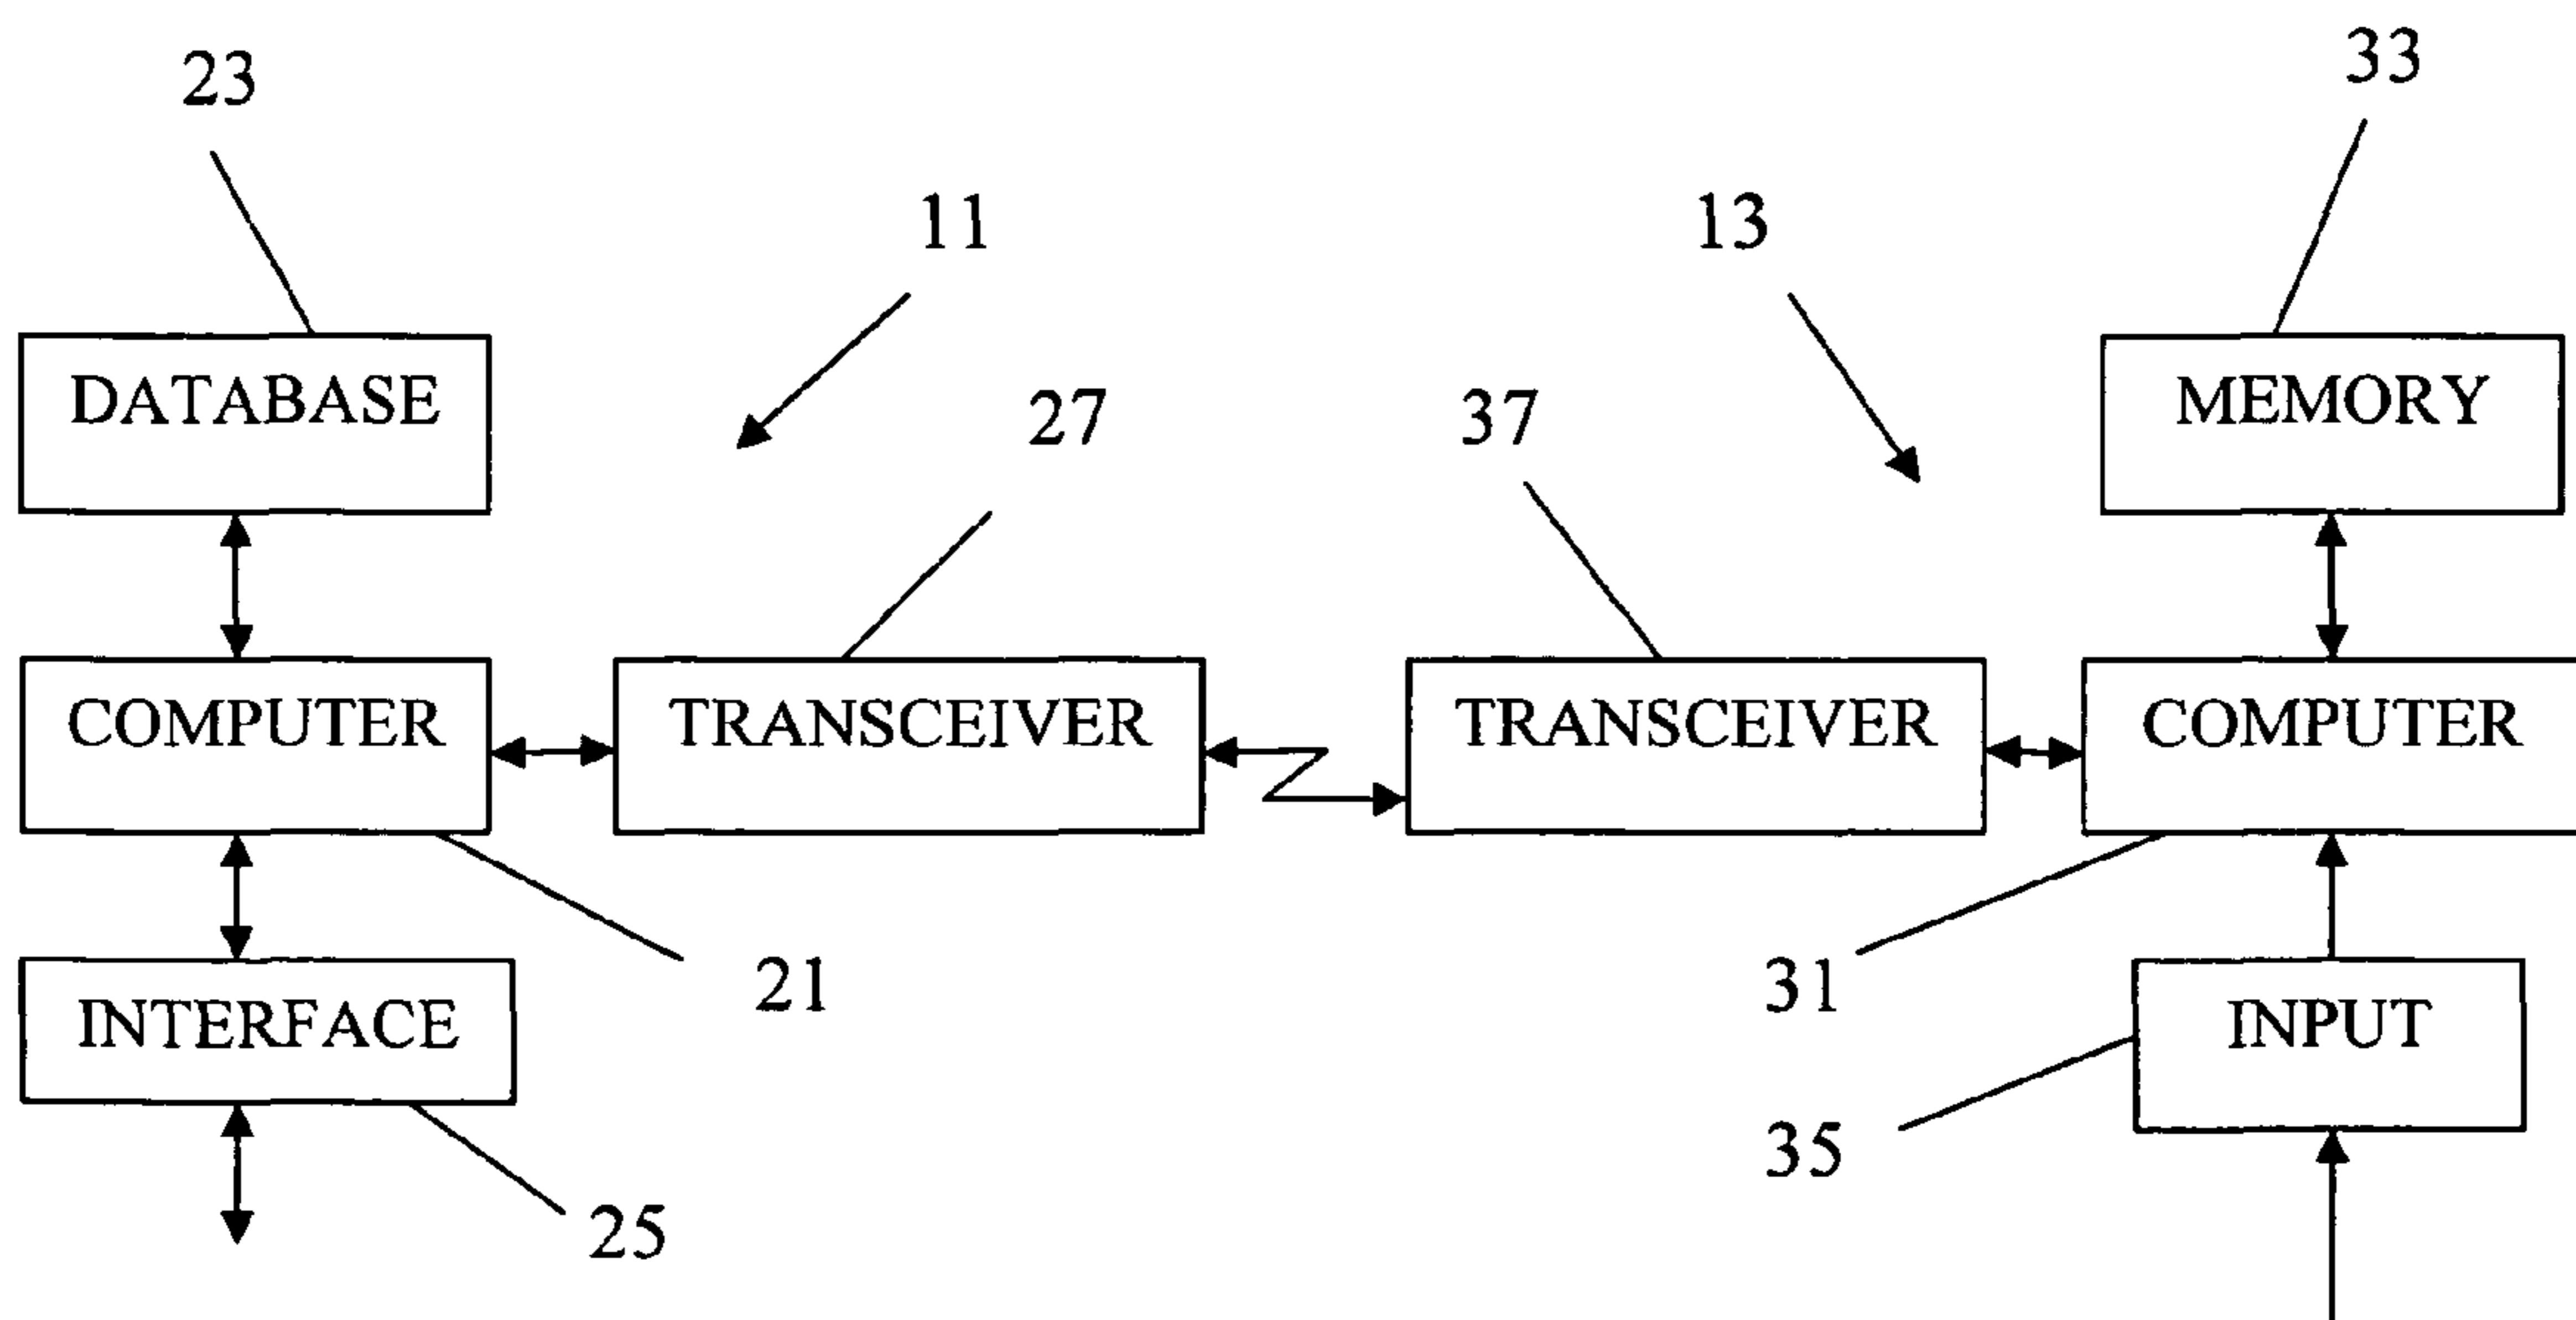 23
33
11
13
DATABASE
27
37
MEMORY
COMPUTER
TRANSCEIVER
TRANSCEIVER
COMPUTER
21
31
INTERFACE
INPUT
35
25